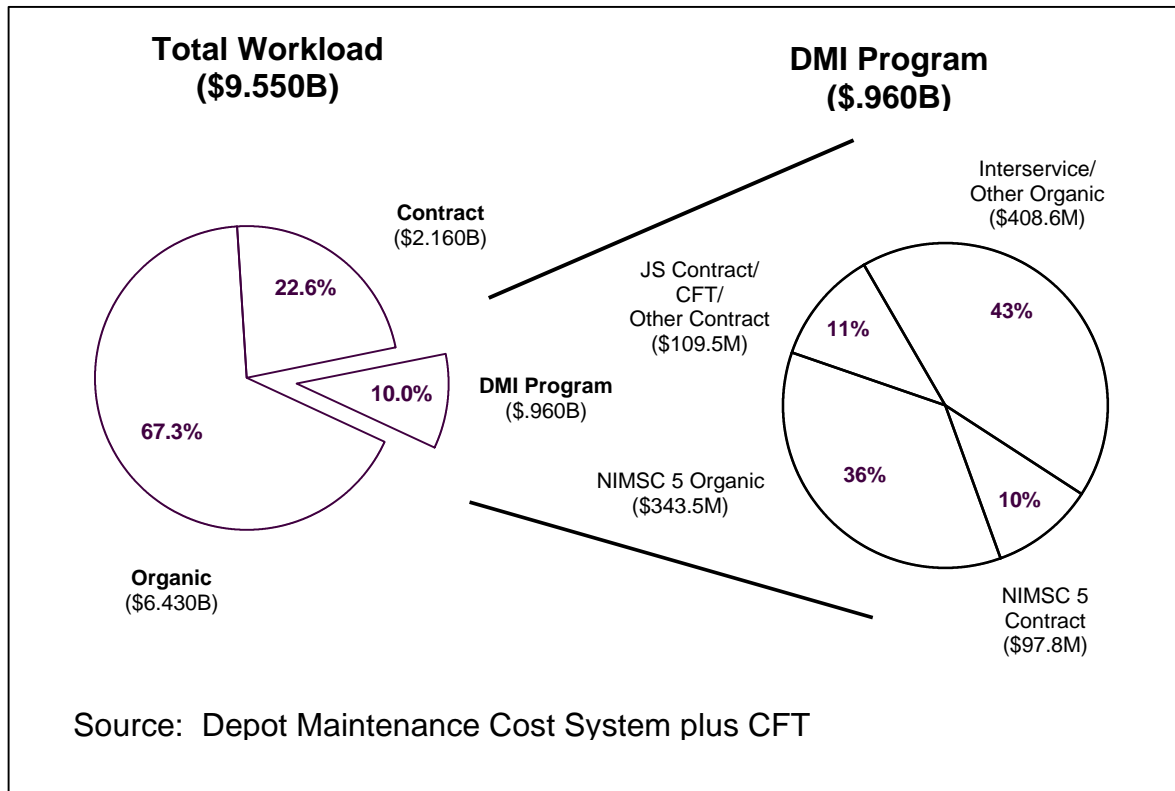 Total Workload
($9.550B)
DMI Program
($.960B)
Contract
($2.160B)
22.6%
10.0%
DMI Program
($.960B)
67.3%
Organic
($6.430B)
Interservice/
Other Organic
($408.6M)
JS Contract/
CFT/
Other Contract
($109.5M)
11%
43%
NIMSC 5 Organic
($343.5M)
36%
10%
NIMSC 5
Contract
($97.8M)
Source: Depot Maintenance Cost System plus CFT